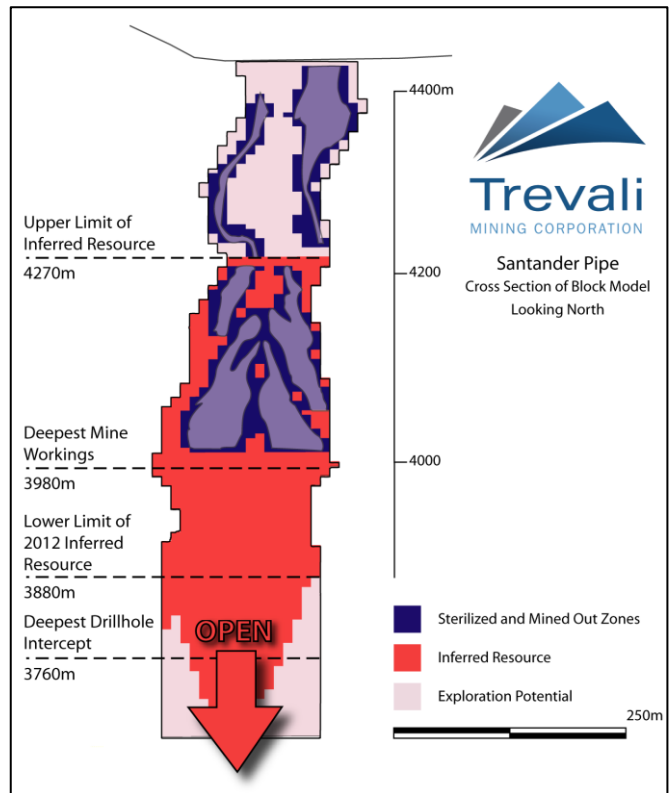 4400m
Trevali
MINING CORPORATION
Santander Pipe
Cross Section of Block Model
Looking North
Upper Limit of
Inferred Resource
4270m
4200
Deepest Mine
Workings
3980m
4000
Lower Limit of
2012 Inferred
Resource
3880m
Deepest Drillhole
Intercept
3760m
OPEN
Sterilized and Mined Out Zones
Inferred Resource
Exploration Potential
250m